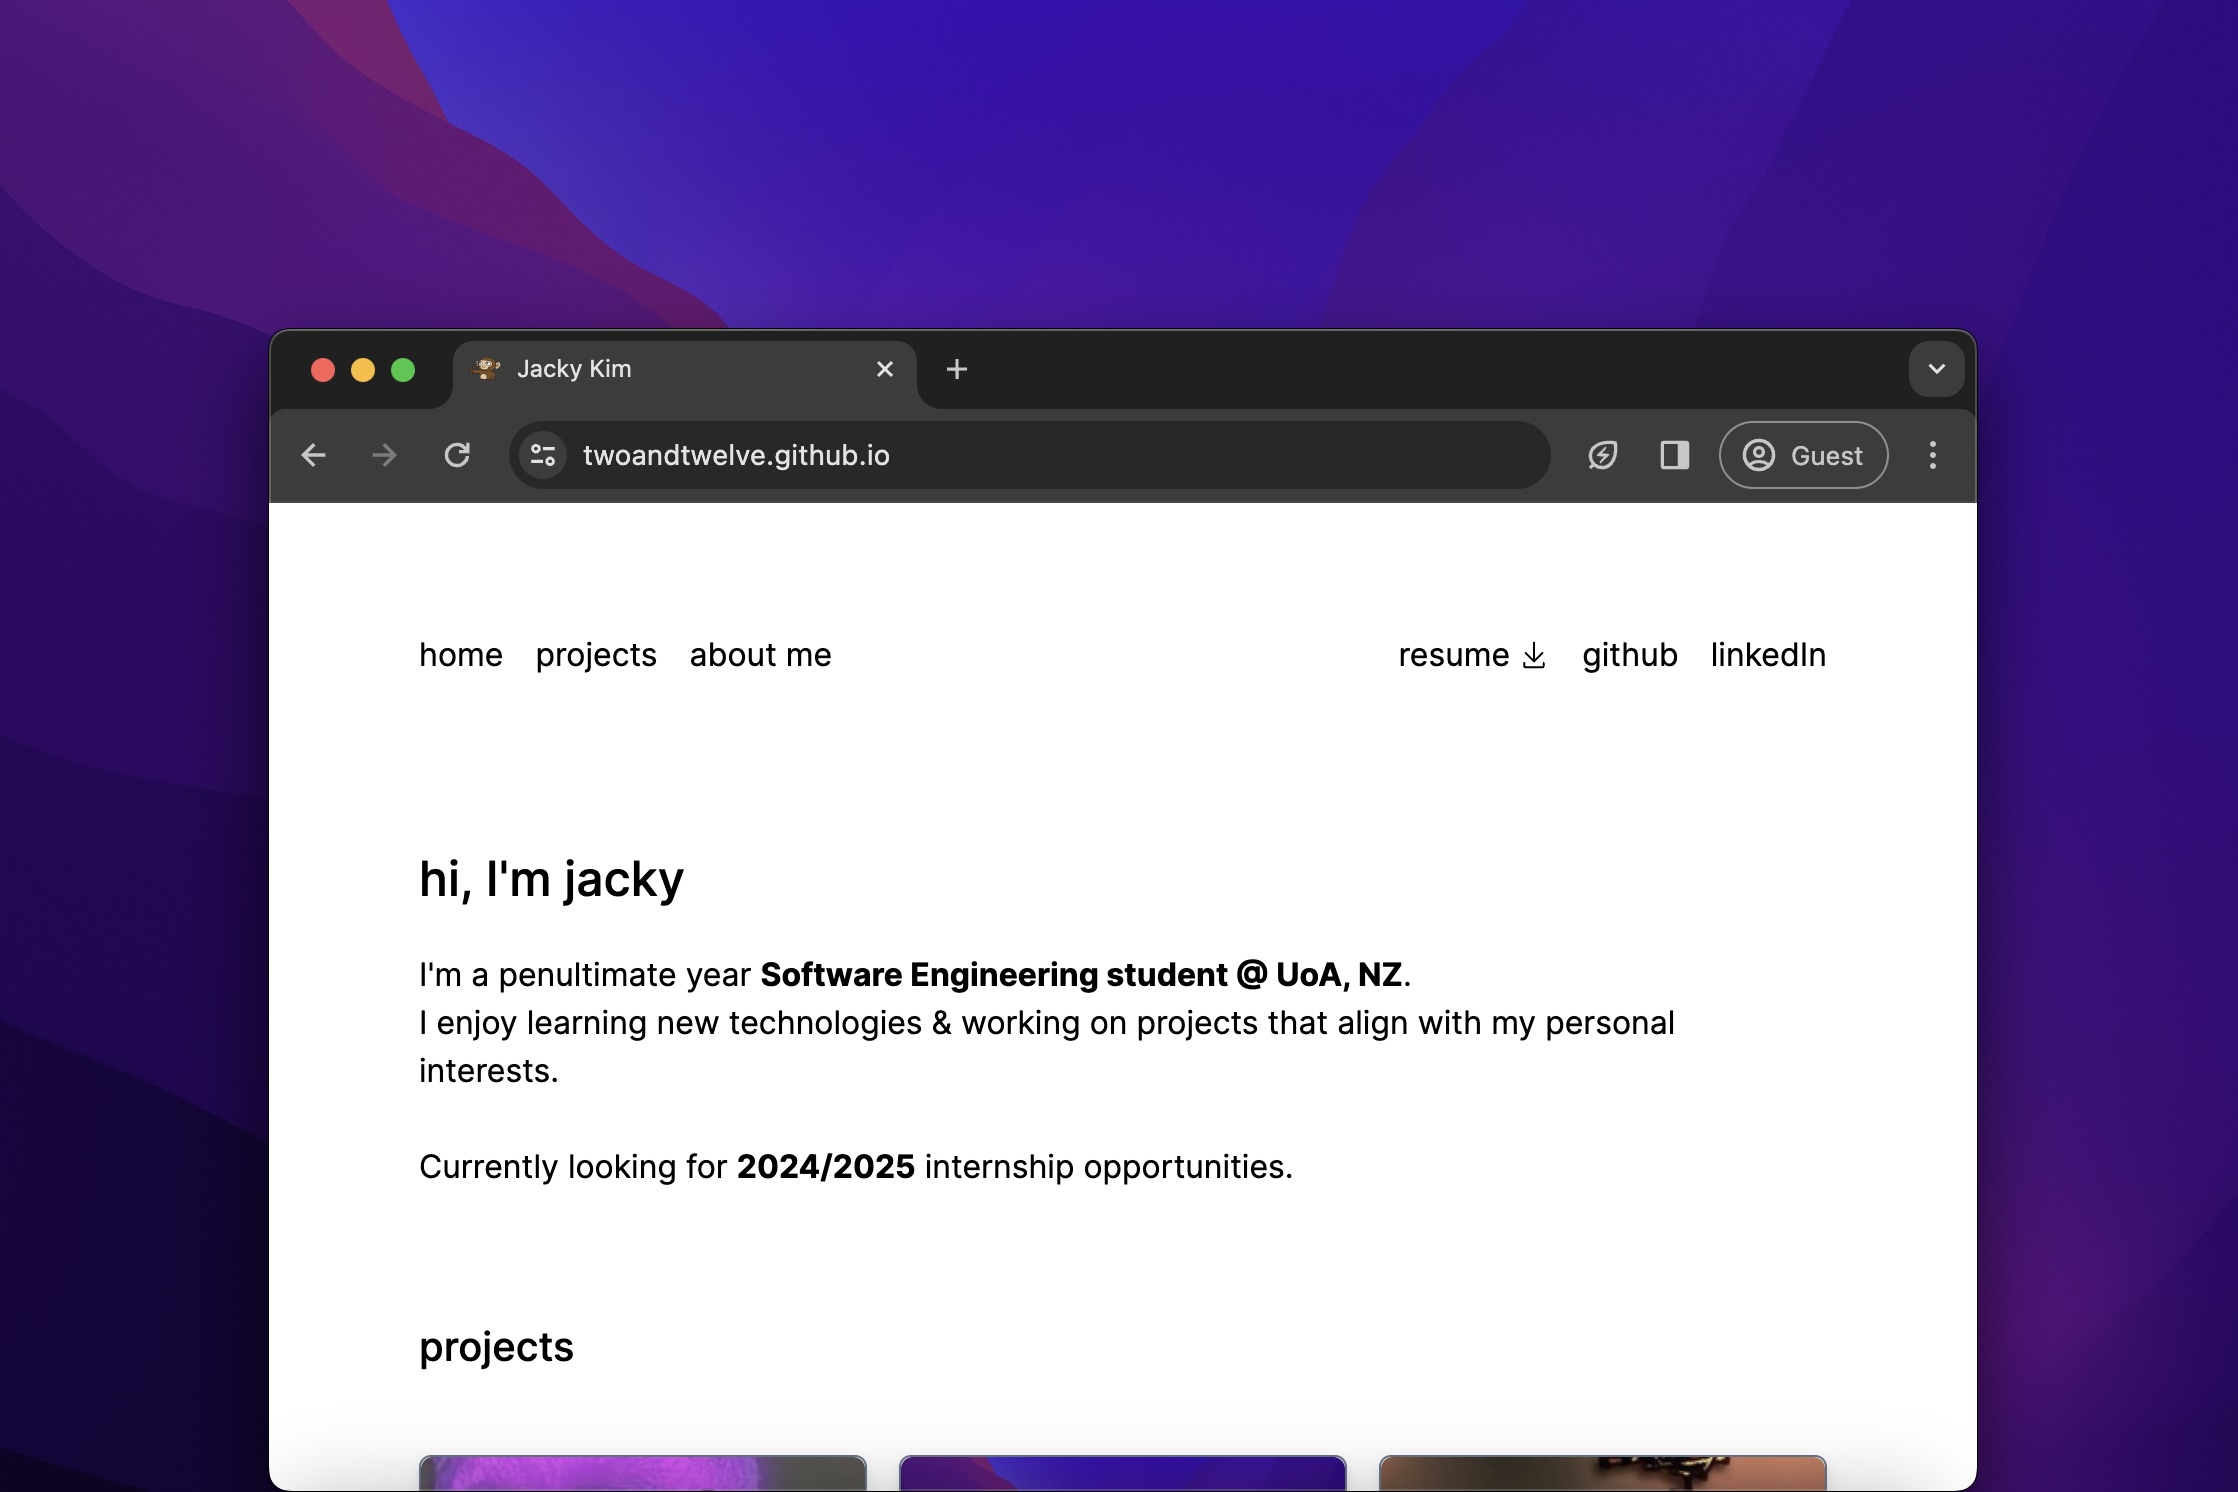 Jacky Kim
twoandtwelve.github.io
Guest
home projects about me
resume github linkedIn
hi, I'm jacky
I'm a penultimate year Software Engineering student @ UoA, NZ.
I enjoy learning new technologies & working on projects that align with my personal
interests.
Currently looking for 2024/2025 internship opportunities.
projects